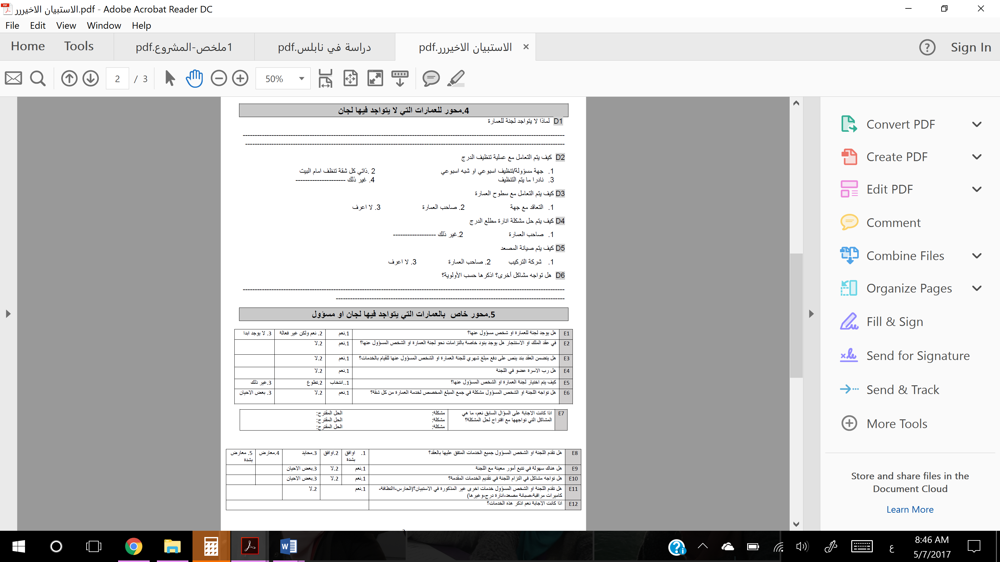 الاستبيان الاخيررر.pdf - Adobe Acrobat Reader DC
File Edit View Window Help
Home Tools 1ملخص-المشروع.pdf دراسة في نابلس.pdf الاستبيان الاخيررر.pdf × ? Sign In
2 / 3 50%
4.محور للعمارات التي لا يتواجد فيها لجان
D1 لماذا لا يتواجد لجنة للعمارة
D2 كيف يتم التعامل مع عملية تنظيف الدرج
1. جهة مسؤولة/تنظيف اسبوعي او شبه اسبوعي 2 .ذاتي كل شقة تنظف امام البيت
3. نادرا ما يتم التنظيف 4. غير ذلك ---------------------
D3 كيف يتم التعامل مع سطوح العمارة
1. التعاقد مع جهة 2. صاحب العمارة 3. لا اعرف
D4 كيف يتم حل مشكلة انارة مطلع الدرج
1. صاحب العمارة 2.غير ذلك ------------------
D5 كيف يتم صيانة المصعد
1. شركة التركيب 2. صاحب العمارة 3. لا اعرف
D6 هل تواجه مشاكل أخرى؟ اذكرها حسب الأولوية؟
5.محور خاص بالعمارات التي يتواجد فيها لجان او مسؤول
E1 هل يوجد لجنة للعمارة او شخص مسؤول عنها؟ 1.نعم 2. نعم ولكن غير فعالة 3. لا يوجد ابدا
E2 في عقد الملك او الاستئجار هل يوجد بنود خاصة بالتزامات نحو لجنة العمارة او الشخص المسؤول عنها؟ 1.نعم 2.لا
E3 هل يتضمن العقد بند ينص على دفع مبلغ شهري للجنة العمارة او الشخص المسؤول عنها للقيام بالخدمات؟ 1.نعم 2.لا
E4 هل رب الاسرة عضو في اللجنة 1.نعم 2.لا
E5 كيف يتم اختيار لجنة العمارة او الشخص المسؤول عنها؟ 1..انتخاب 2.تطوع 3.غير ذلك
E6 هل تواجه اللجنة او الشخص المسؤول مشكلة في جمع المبلغ المخصص لخدمة العمارة من كل شقة؟ 1.نعم 2.لا 3. بعض الاحيان
E7 اذا كانت الاجابة على السؤال السابق نعم، ما هي مشكلة: الحل المقترح:
المشاكل التي تواجهها مع اقتراح لحل المشكلة؟ مشكلة: الحل المقترح:
مشكلة: الحل المقترح:
E8 هل تقدم اللجنة او الشخص المسؤول جميع الخدمات المتفق عليها بالعقد؟ 1. اوافق 2.اوافق 3.محايد 4.معارض 5. معارض
بشدة بشدة
E9 هل هناك سهولة في تتبع أمور معينة مع اللجنة 1.نعم 2.لا 3.بعض الاحيان
E10 هل تواجه مشاكل في التزام اللجنة في تقديم الخدمات المقدمة؟ 1.نعم 2.لا 3.بعض الاحيان
E11 هل تقدم اللجنة او الشخص المسؤول خدمات اخرى غير المذكورة في الاستبيان؟(الحارس-االنظافة- 1.نعم 2.لا
كاميرات مراقبة-صيانة مصعد-انارة درج-وغيرها)
E12 اذا كانت الاجابة نعم اذكر هذه الخدمات؟
Convert PDF
Create PDF
Edit PDF
Comment
Combine Files
Organize Pages
Fill & Sign
Send for Signature
Send & Track
More Tools
Store and share files in the
Document Cloud
Learn More
ع 8:46 AM
5/7/2017